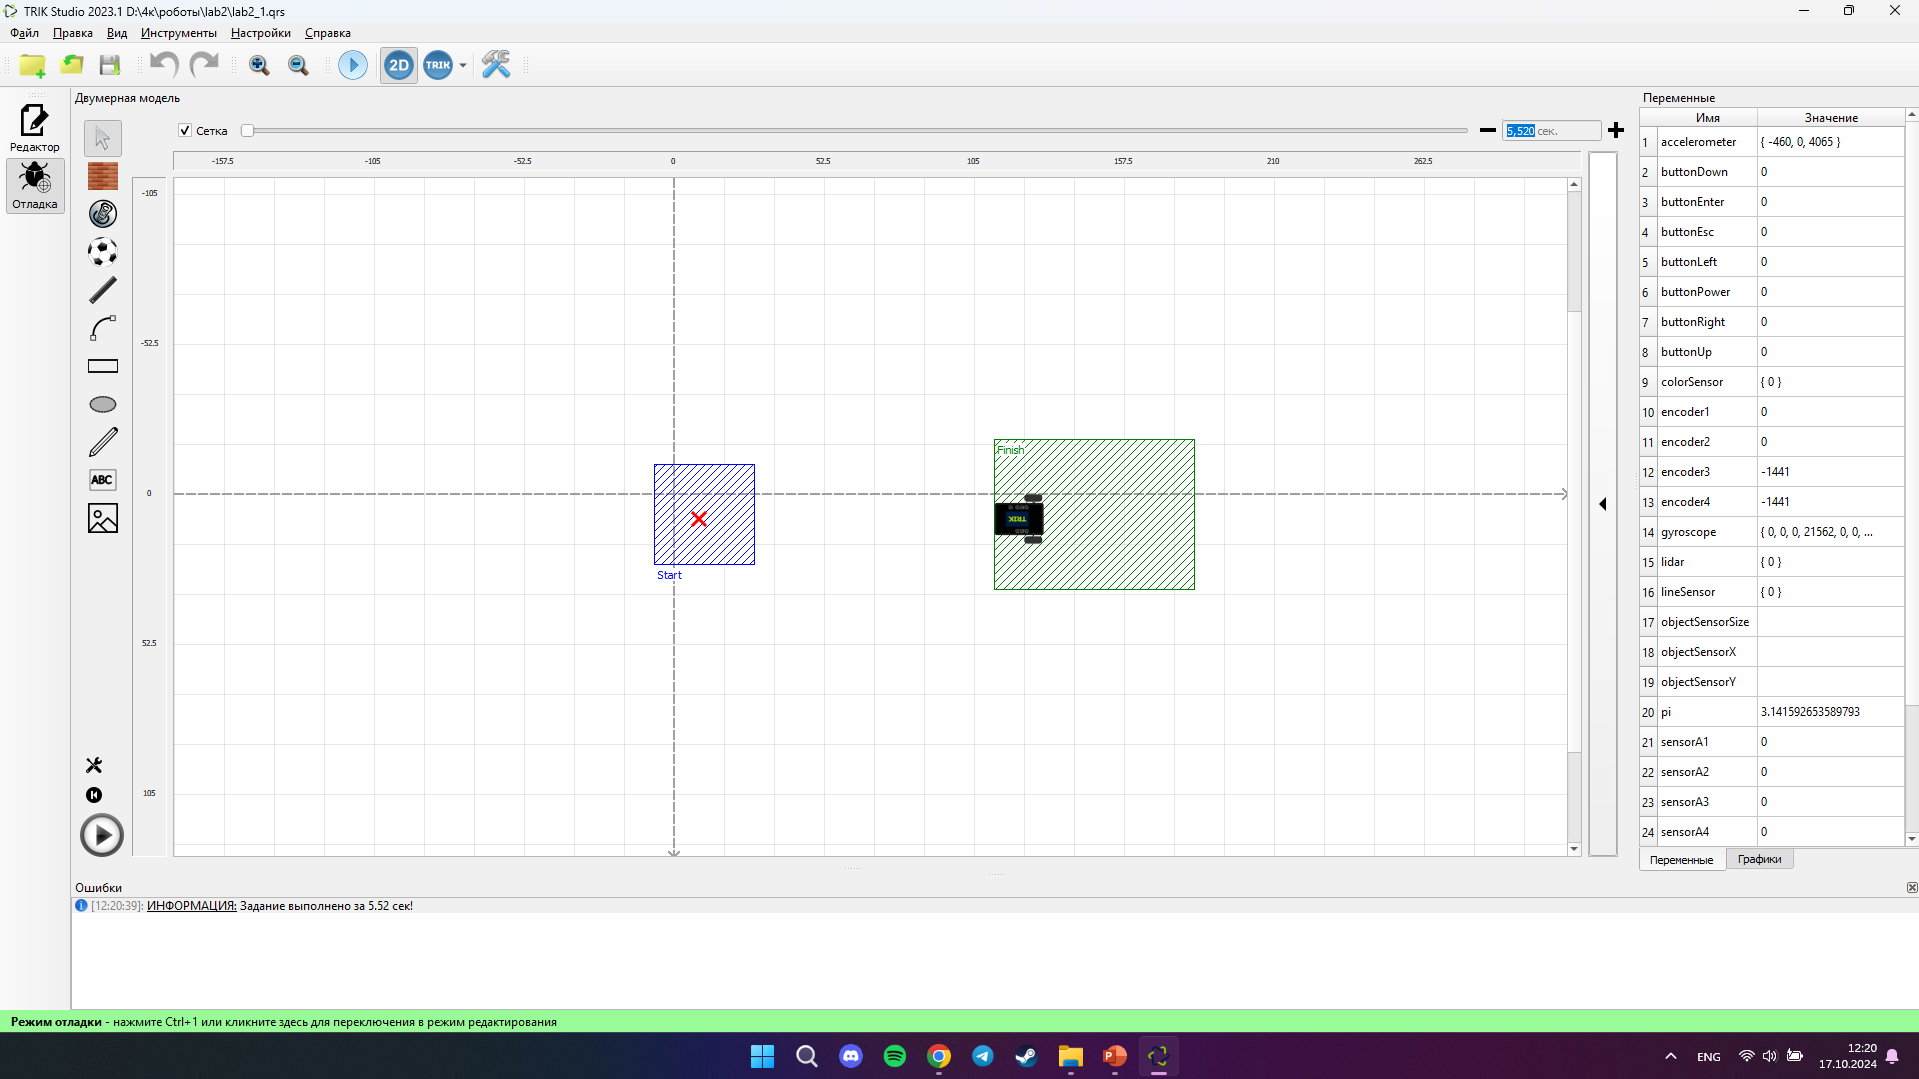 TRIK Studio 2023.1 D:\4к\роботы\lab2\lab2_1.qrs
Файл Правка Вид Инструменты Настройки Справка
2D TRIK
Двумерная модель
Переменные
Редактор
Отладка
Сетка
5,520 сек.
-157.5 -105 -52.5 0 52.5 105 157.5 210 262.5
-105
-52.5
0
52.5
105
ABC
Finish
TRIK
Start
Имя Значение
1 accelerometer { -460, 0, 4065 }
2 buttonDown 0
3 buttonEnter 0
4 buttonEsc 0
5 buttonLeft 0
6 buttonPower 0
7 buttonRight 0
8 buttonUp 0
9 colorSensor { 0 }
10 encoder1 0
11 encoder2 0
12 encoder3 -1441
13 encoder4 -1441
14 gyroscope { 0, 0, 0, 21562, 0, 0, ...
15 lidar { 0 }
16 lineSensor { 0 }
17 objectSensorSize
18 objectSensorX
19 objectSensorY
20 pi 3.141592653589793
21 sensorA1 0
22 sensorA2 0
23 sensorA3 0
24 sensorA4 0
Переменные Графики
Ошибки
[12:20:39]: ИНФОРМАЦИЯ: Задание выполнено за 5.52 сек!
Режим отладки - нажмите Ctrl+1 или кликните здесь для переключения в режим редактирования
ENG
12:20
17.10.2024